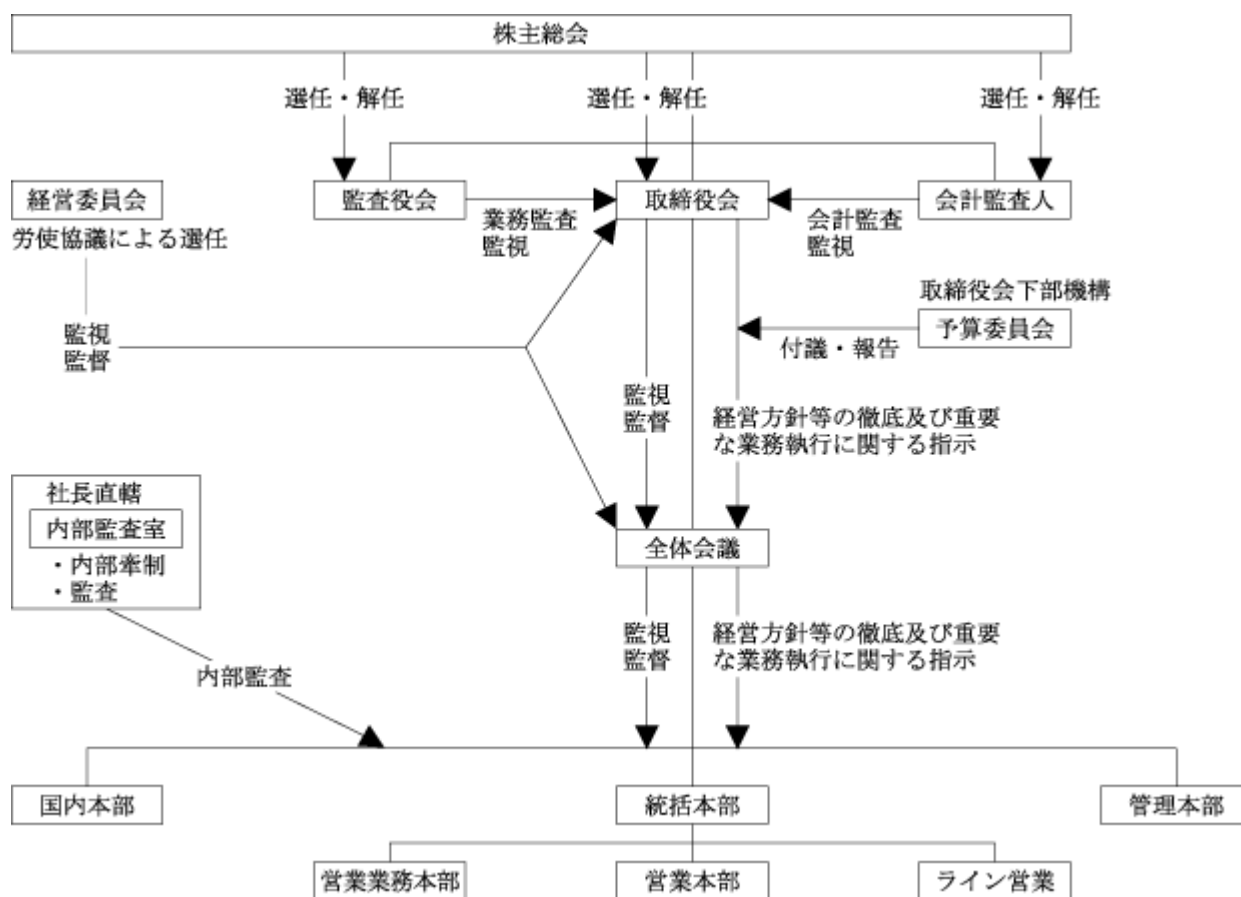 株主総会
選任・解任
選任・解任
選任・解任
経営委員会
労使協議による選任
監査役会
業務監査
監視
取締役会
会計監査
監視
会計監査人
取締役会下部機構
予算委員会
付議・報告
監視
監督
監視
監督
経営方針等の徹底及び重要
な業務執行に関する指示
社長直轄
内部監査室
・内部牽制
・監査
全体会議
監視
監督
経営方針等の徹底及び重要
な業務執行に関する指示
内部監査
国内本部
統括本部
管理本部
営業業務本部
営業本部
ライン営業